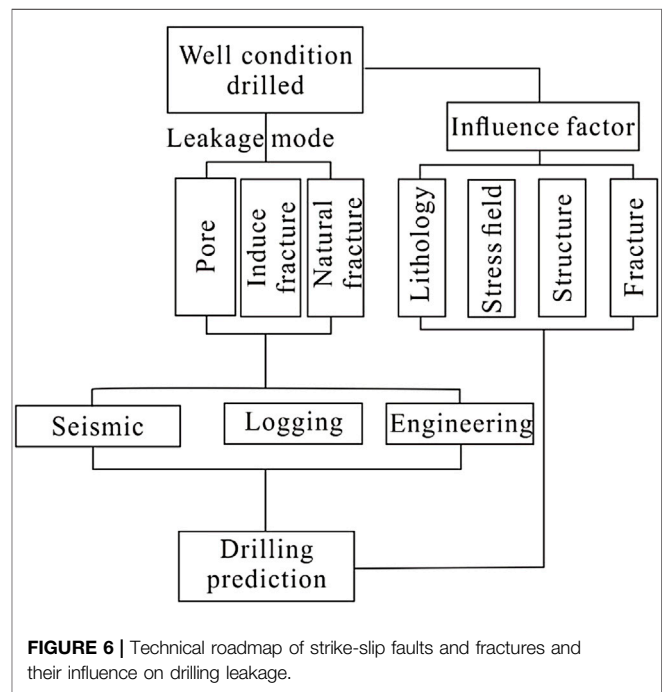 Well condition
drilled
Leakage mode
Influence factor
Pore
Induce
fracture
Natural
fracture
Lithology
Stress field
Structure
Fracture
Seismic
Logging
Engineering
Drilling
prediction
FIGURE 6 | Technical roadmap of strike-slip faults and fractures and
their influence on drilling leakage.